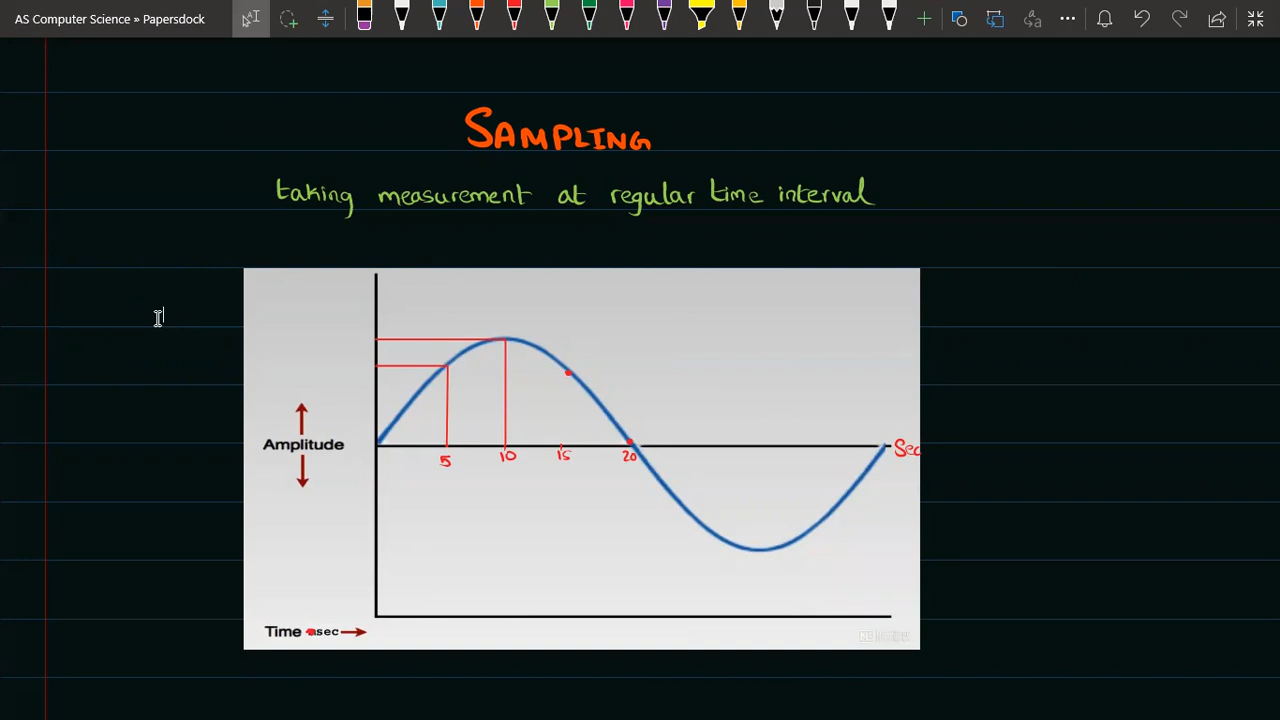 AS Computer Science » Papersdock
SAMPLING
taking measurement at regular time interval
Amplitude
5 10 15 20
Sec
Time sec